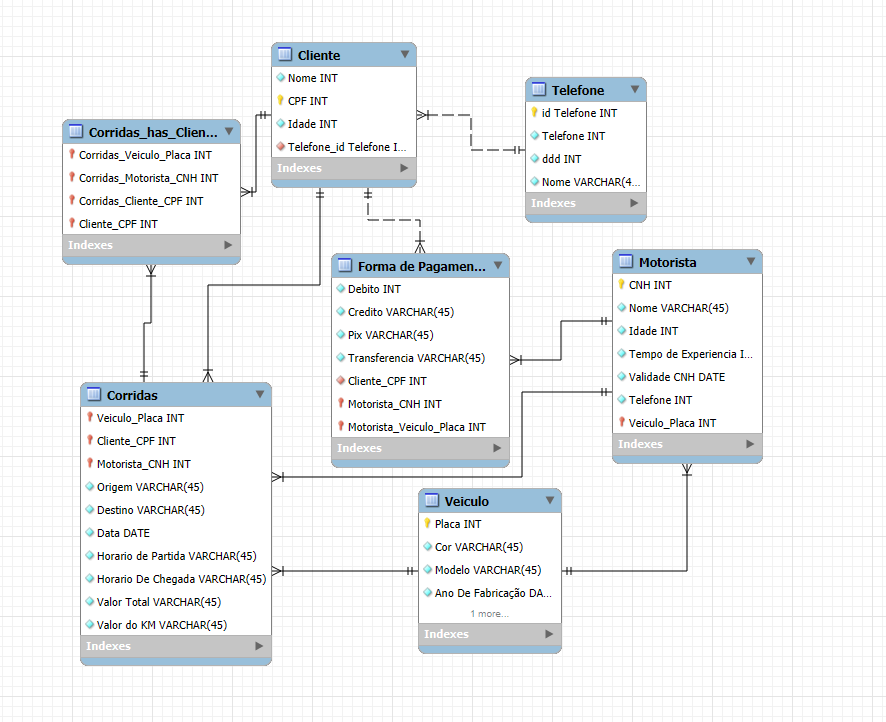 Cliente
Nome INT
CPF INT
Idade INT
Telefone_id Telefone I...
Indexes
Telefone
id Telefone INT
Telefone INT
ddd INT
Nome VARCHAR(4...
Indexes
Corridas_has_Clien...
Corridas_Veiculo_Placa INT
Corridas_Motorista_CNH INT
Corridas_Cliente_CPF INT
Cliente_CPF INT
Indexes
Forma de Pagamen...
Debito INT
Credito VARCHAR(45)
Pix VARCHAR(45)
Transferencia VARCHAR(45)
Cliente_CPF INT
Motorista_CNH INT
Motorista_Veiculo_Placa INT
Indexes
Motorista
CNH INT
Nome VARCHAR(45)
Idade INT
Tempo de Experiencia I...
Validade CNH DATE
Telefone INT
Veiculo_Placa INT
Indexes
Corridas
Veiculo_Placa INT
Cliente_CPF INT
Motorista_CNH INT
Origem VARCHAR(45)
Destino VARCHAR(45)
Data DATE
Horario de Partida VARCHAR(45)
Horario De Chegada VARCHAR(45)
Valor Total VARCHAR(45)
Valor do KM VARCHAR(45)
Indexes
Veiculo
Placa INT
Cor VARCHAR(45)
Modelo VARCHAR(45)
Ano De Fabricação DA...
1 more...
Indexes